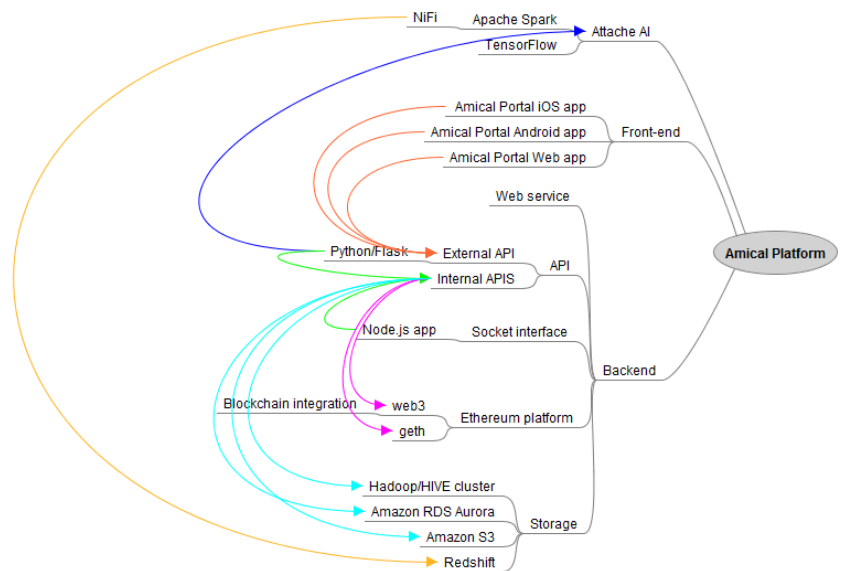 NiFi
Apache Spark
TensorFlow
Attache AI
Amical Portal iOS app
Amical Portal Android app
Amical Portal Web app
Front-end
Web service
Python/Flask
External API
Internal APIS
API
Amical Platform
Node.js app
Socket interface
Backend
Blockchain integration
web3
geth
Ethereum platform
Hadoop/HIVE cluster
Amazon RDS Aurora
Amazon S3
Redshift
Storage